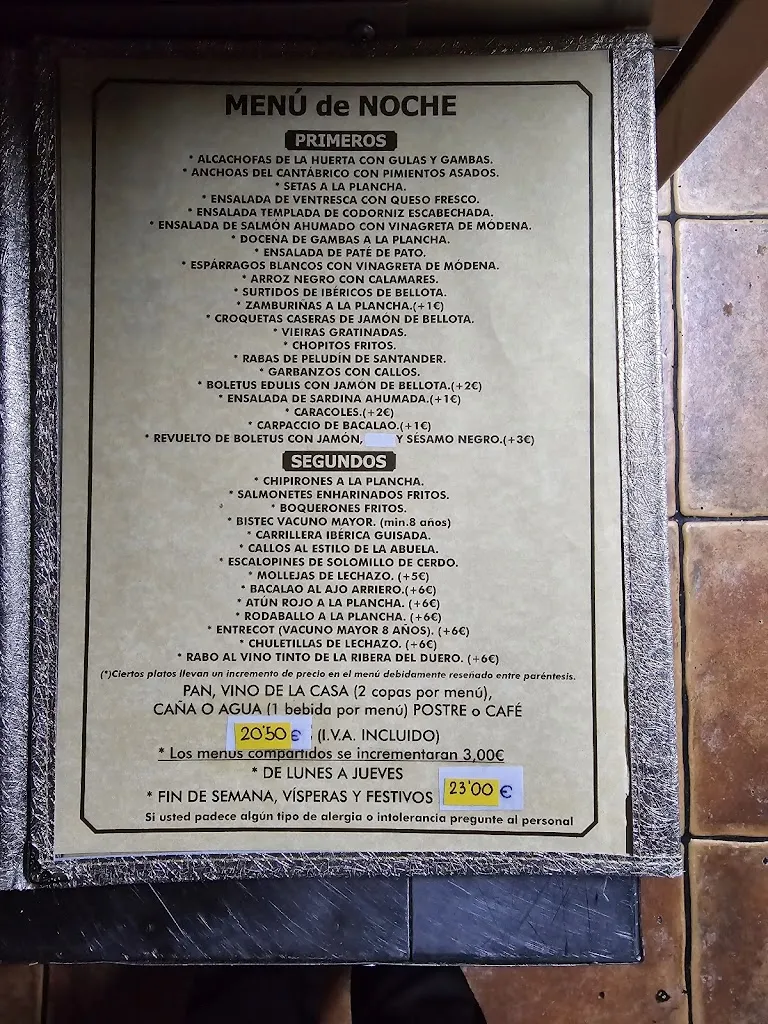 MENÚ de NOCHE
PRIMEROS
* ALCACHOFAS DE LA HUERTA CON GULAS Y GAMBAS.
* ANCHOAS DEL CANTÁBRICO CON PIMIENTOS ASADOS.
* SETAS A LA PLANCHA.
* ENSALADA DE VENTRESCA CON QUESO FRESCO.
* ENSALADA TEMPLADA DE CODORNIZ ESCABECHADA.
* ENSALADA DE SALMÓN AHUMADO CON VINAGRETA DE MÓDENA.
* DOCENA DE GAMBAS A LA PLANCHA.
* ENSALADA DE PATÉ DE PATO.
* ESPÁRRAGOS BLANCOS CON VINAGRETA DE MÓDENA.
* ARROZ NEGRO CON CALAMARES.
* SURTIDOS DE IBÉRICOS DE BELLOTA.
* ZAMBURIÑAS A LA PLANCHA.(+1€)
* CROQUETAS CASERAS DE JAMÓN DE BELLOTA.
* VIEIRAS GRATINADAS.
* CHOPITOS FRITOS.
* RABAS DE PELUDÍN DE SANTANDER.
* GARBANZOS CON CALLOS.
* BOLETUS EDULIS CON JAMÓN DE BELLOTA.(+2€)
* ENSALADA DE SARDINA AHUMADA.(+1€)
* CARACOLES.(+2€)
* CARPACCIO DE BACALAO.(+1€)
* REVUELTO DE BOLETUS CON JAMÓN, Y SÉSAMO NEGRO.(+3€)
SEGUNDOS
* CHIPIRONES A LA PLANCHA.
* SALMONETES ENHARINADOS FRITOS.
* BOQUERONES FRITOS.
* BISTEC VACUNO MAYOR. (min.8 años)
* CARRILLERA IBÉRICA GUISADA.
* CALLOS AL ESTILO DE LA ABUELA.
* ESCALOPINES DE SOLOMILLO DE CERDO.
* MOLLEJAS DE LECHAZO. (+5€)
* BACALAO AL AJO ARRIERO.(+6€)
* ATÚN ROJO A LA PLANCHA. (+6€)
* RODABALLO A LA PLANCHA. (+6€)
* ENTRECOT (VACUNO MAYOR 8 AÑOS). (+6€)
* CHULETILLAS DE LECHAZO. (+6€)
* RABO AL VINO TINTO DE LA RIBERA DEL DUERO. (+6€)
(*)Ciertos platos llevan un incremento de precio en el menú debidamente reseñado entre paréntesis.
PAN, VINO DE LA CASA (2 copas por menú),
CAÑA O AGUA (1 bebida por menú) POSTRE o CAFÉ
20'50 € (I.V.A. INCLUIDO)
* Los menus compartidos se incrementaran 3,00€
* DE LUNES A JUEVES
* FIN DE SEMANA, VÍSPERAS Y FESTIVOS 23'00 €
Si usted padece algún tipo de alergia o intolerancia pregunte al personal